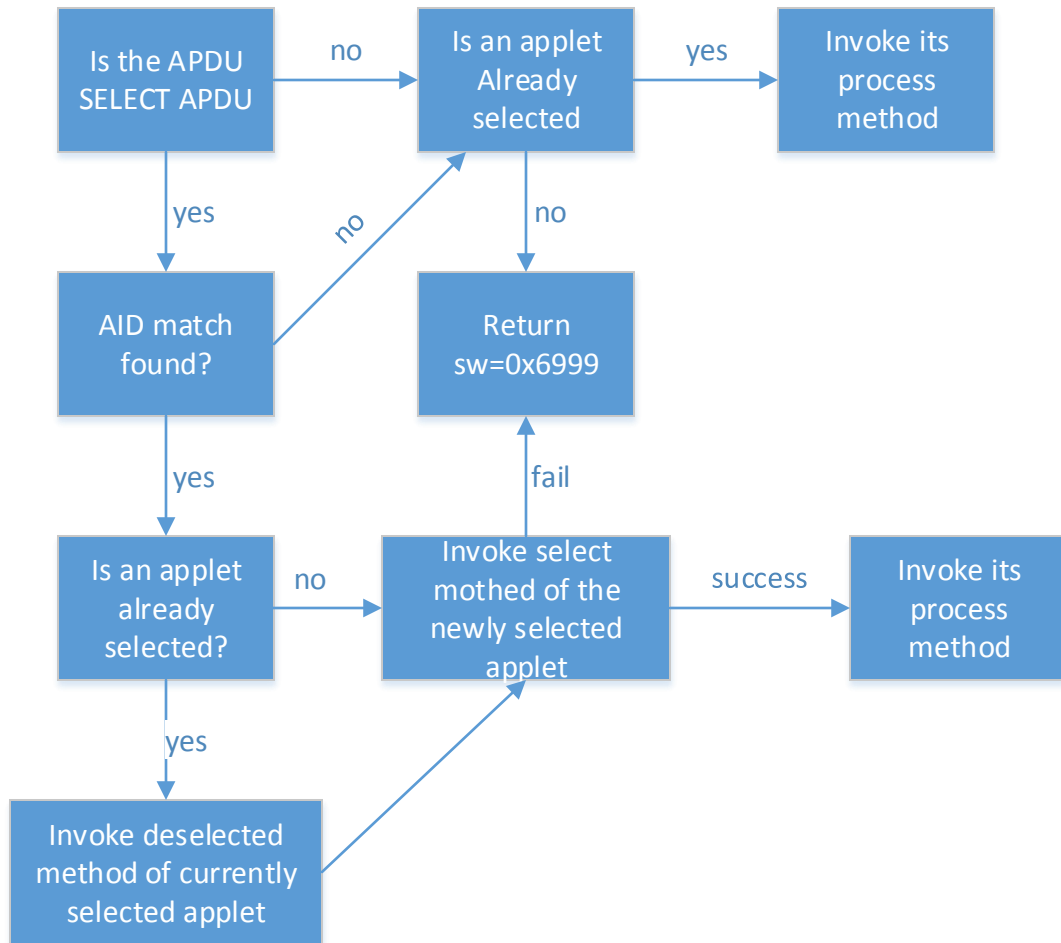 Is the APDU
SELECT APDU
no
Is an applet
Already
selected
yes
Invoke its
process
method
yes
no
no
AID match
found?
Return
sw=0x6999
yes
fail
Is an applet
already
selected?
no
Invoke select
mothed of the
newly selected
applet
success
Invoke its
process
method
yes
Invoke deselected
method of currently
selected applet